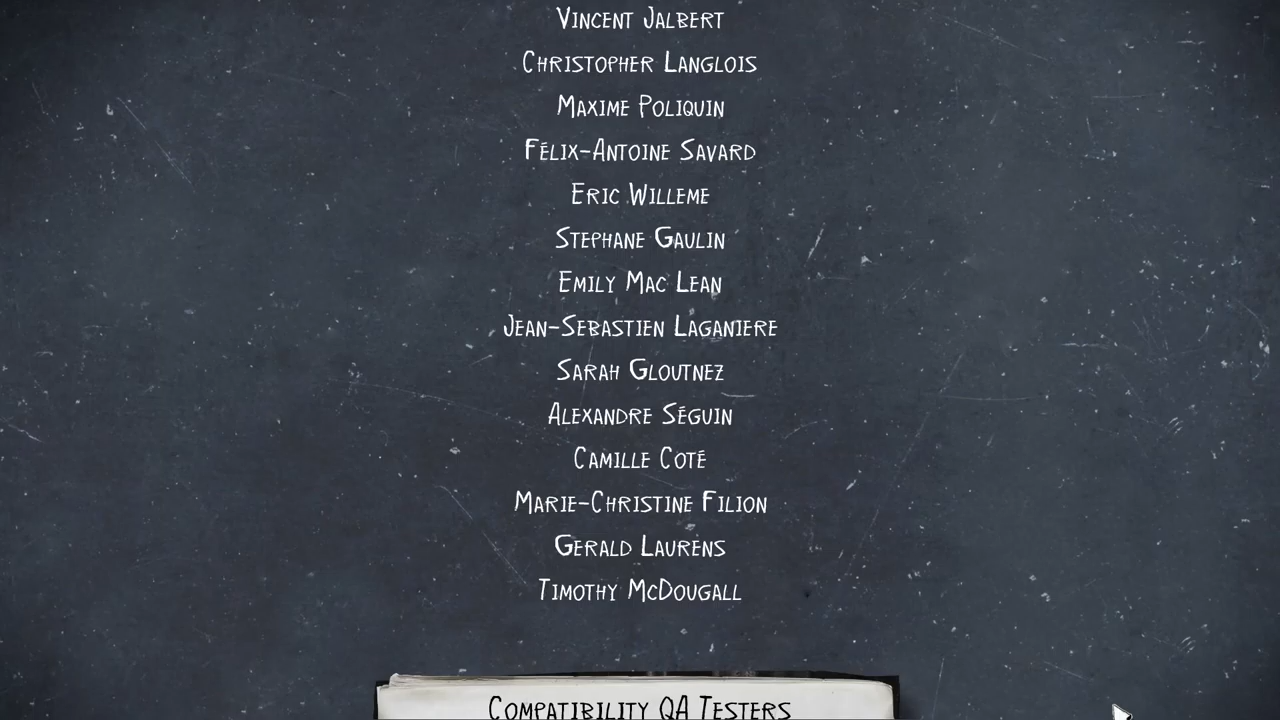 Vincent Jalbert
Christopher Langlois
Maxime Poliquin
Félix-Antoine Savard
Eric Willeme
Stephane Gaulin
Emily Mac Lean
Jean-Sebastien Laganiere
Sarah Gloutnez
Alexandre Séguin
Camille Coté
Marie-Christine Filion
Gerald Laurens
Timothy McDougall
Compatibility QA Testers